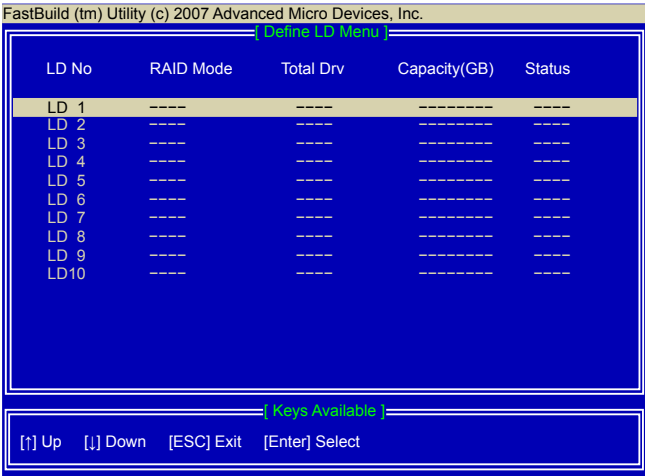 FastBuild (tm) Utility (c) 2007 Advanced Micro Devices, Inc.
[ Define LD Menu ]
LD No RAID Mode Total Drv Capacity(GB) Status
LD 1 ---- ---- -------- ----
LD 2 ---- ---- -------- ----
LD 3 ---- ---- -------- ----
LD 4 ---- ---- -------- ----
LD 5 ---- ---- -------- ----
LD 6 ---- ---- -------- ----
LD 7 ---- ---- -------- ----
LD 8 ---- ---- -------- ----
LD 9 ---- ---- -------- ----
LD10 ---- ---- -------- ----
[ Keys Available ]
[↑] Up [↓] Down [ESC] Exit [Enter] Select